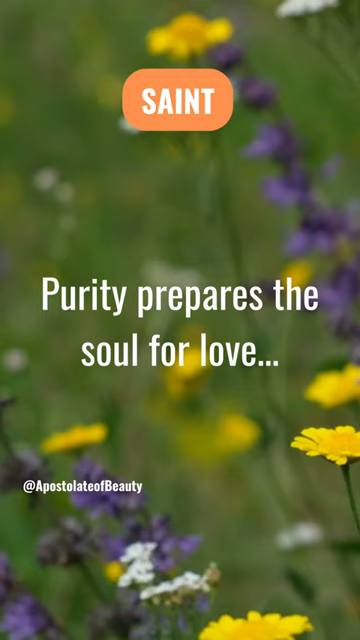 SAINT
Purity prepares the
soul for love...
@ApostolateofBeauty